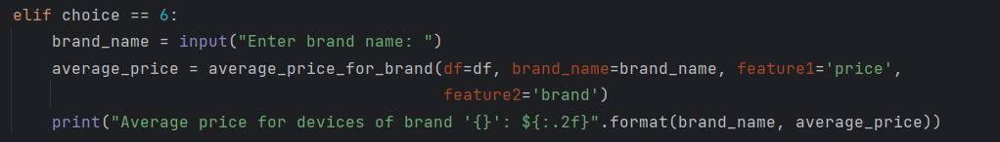 elif choice == 6:
    brand_name = input("Enter brand name: ")
    average_price = average_price_for_brand(df=df, brand_name=brand_name, feature1='price',
                                            feature2='brand')
    print("Average price for devices of brand '{}': ${:.2f}".format(brand_name, average_price))